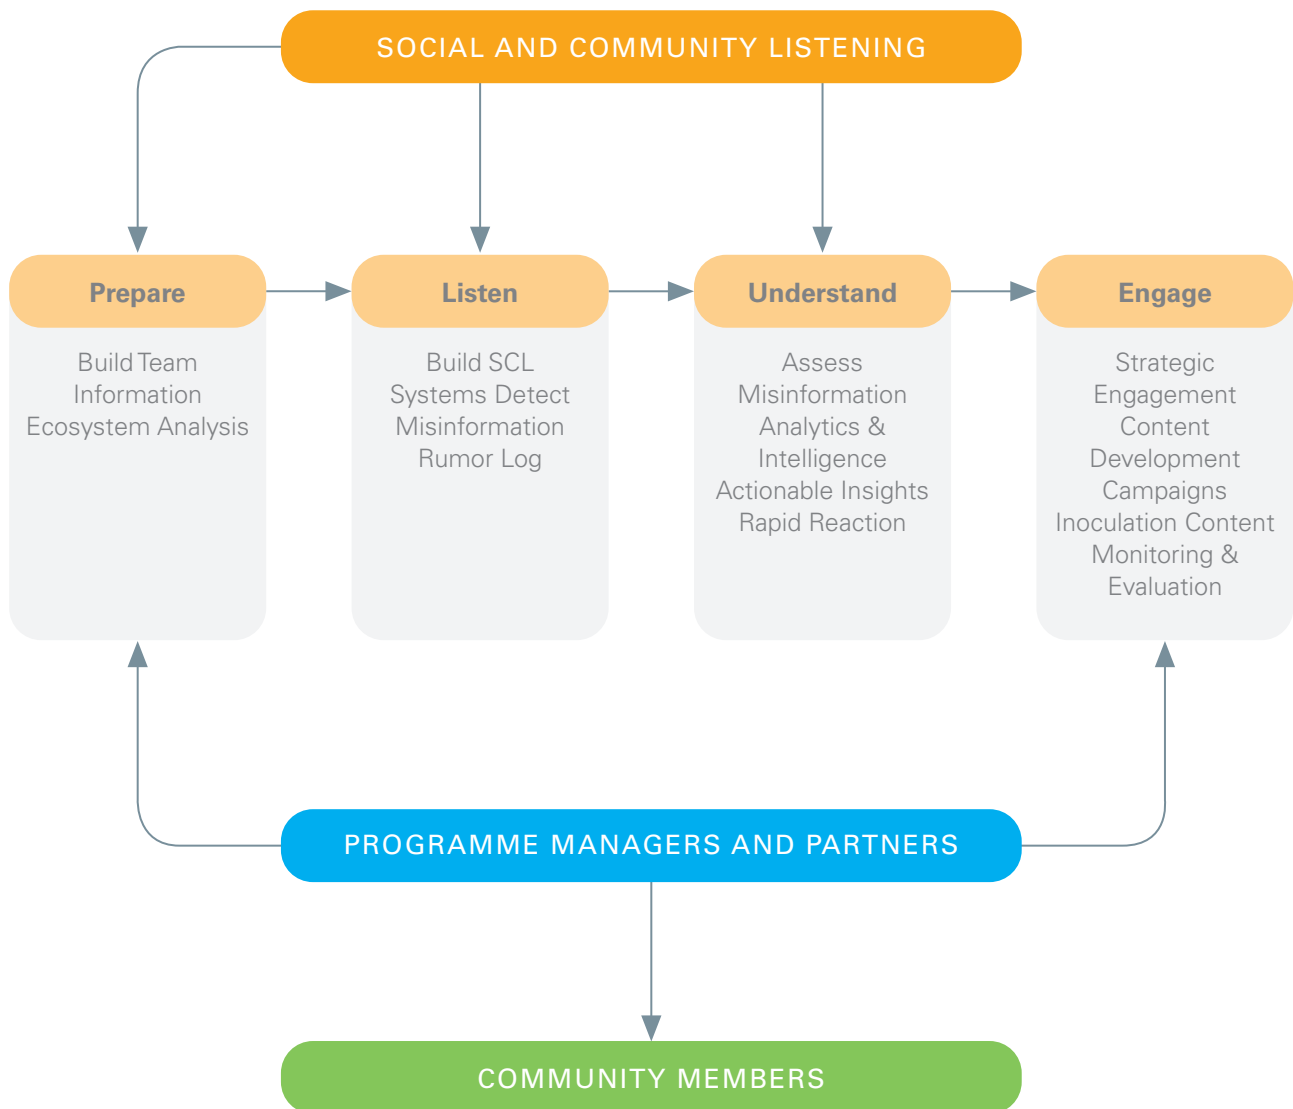 SOCIAL AND COMMUNITY LISTENING
Prepare
Build Team
Information
Ecosystem Analysis
Listen
Build SCL
Systems Detect
Misinformation
Rumor Log
Understand
Assess
Misinformation
Analytics &
Intelligence
Actionable Insights
Rapid Reaction
Engage
Strategic
Engagement
Content
Development
Campaigns
Inoculation Content
Monitoring &
Evaluation
PROGRAMME MANAGERS AND PARTNERS
COMMUNITY MEMBERS